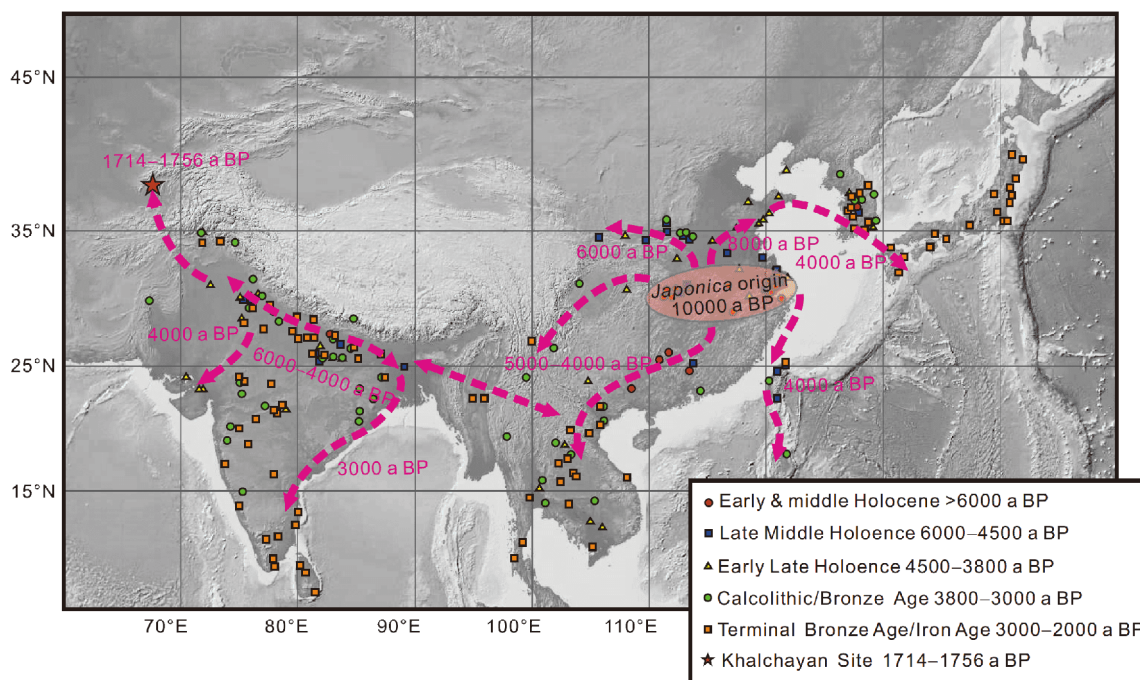 45°N
35°N
25°N
15°N
1714–1756 a BP
6000 a BP
8000 a BP
4000 a BP
Japonica origin
10000 a BP
4000 a BP
6000–4000 a BP
5000–4000 a BP
4000 a BP
3000 a BP
70°E
80°E
90°E
100°E
110°E
Early & middle Holocene >6000 a BP
Late Middle Holoence 6000–4500 a BP
Early Late Holoence 4500–3800 a BP
Calcolithic/Bronze Age 3800–3000 a BP
Terminal Bronze Age/Iron Age 3000–2000 a BP
Khalchayan Site 1714–1756 a BP